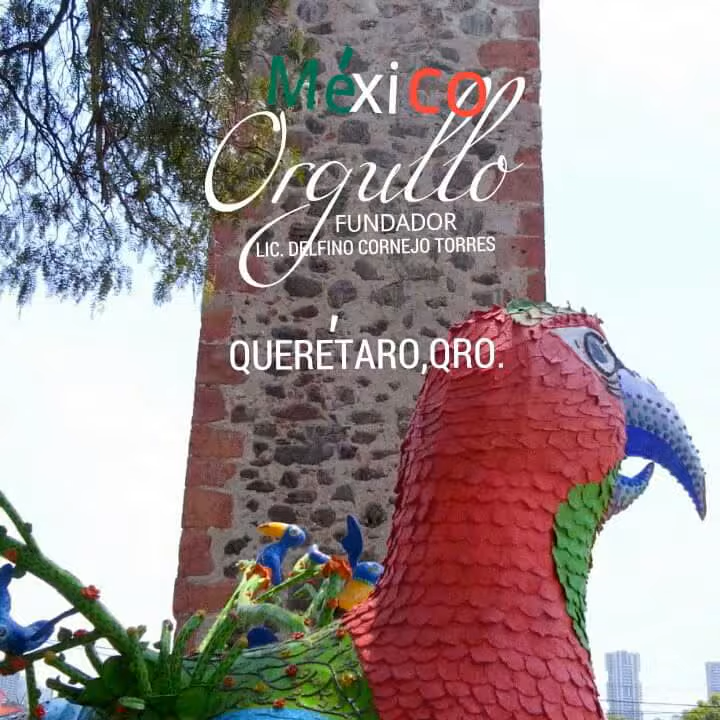 México
Orgullo
FUNDADOR
LIC. DELFINO CORNEJO TORRES
QUERÉTARO,QRO.